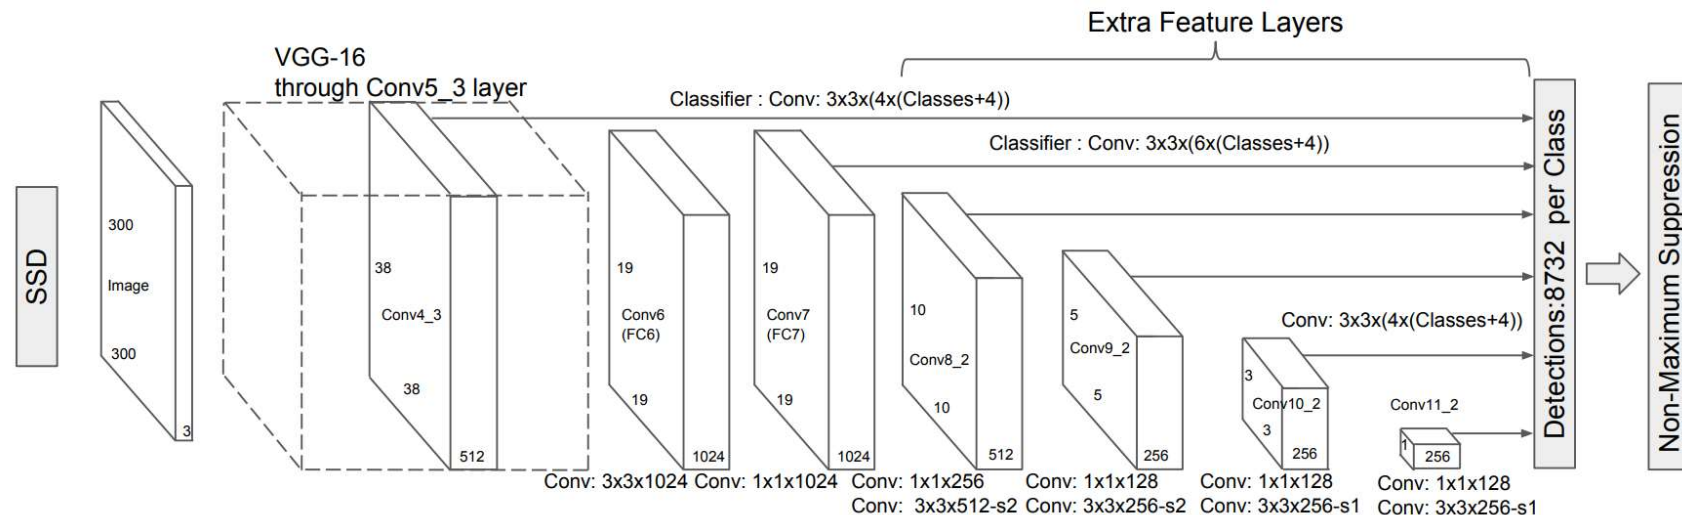 Extra Feature Layers
VGG-16
through Conv5_3 layer
Classifier : Conv: 3x3x(4x(Classes+4))
Classifier : Conv: 3x3x(6x(Classes+4))
SSD
300
Image
300
3
38
Conv4_3
38
512
19
Conv6
(FC6)
19
1024
19
Conv7
(FC7)
19
1024
10
Conv8_2
10
512
5
Conv9_2
5
256
Conv: 3x3x(4x(Classes+4))
3
Conv10_2
3
256
Conv11_2
1
256
Detections:8732 per Class
Non-Maximum Suppression
Conv: 3x3x1024
Conv: 1x1x1024
Conv: 1x1x256
Conv: 3x3x512-s2
Conv: 1x1x128
Conv: 3x3x256-s2
Conv: 1x1x128
Conv: 3x3x256-s1
Conv: 1x1x128
Conv: 3x3x256-s1